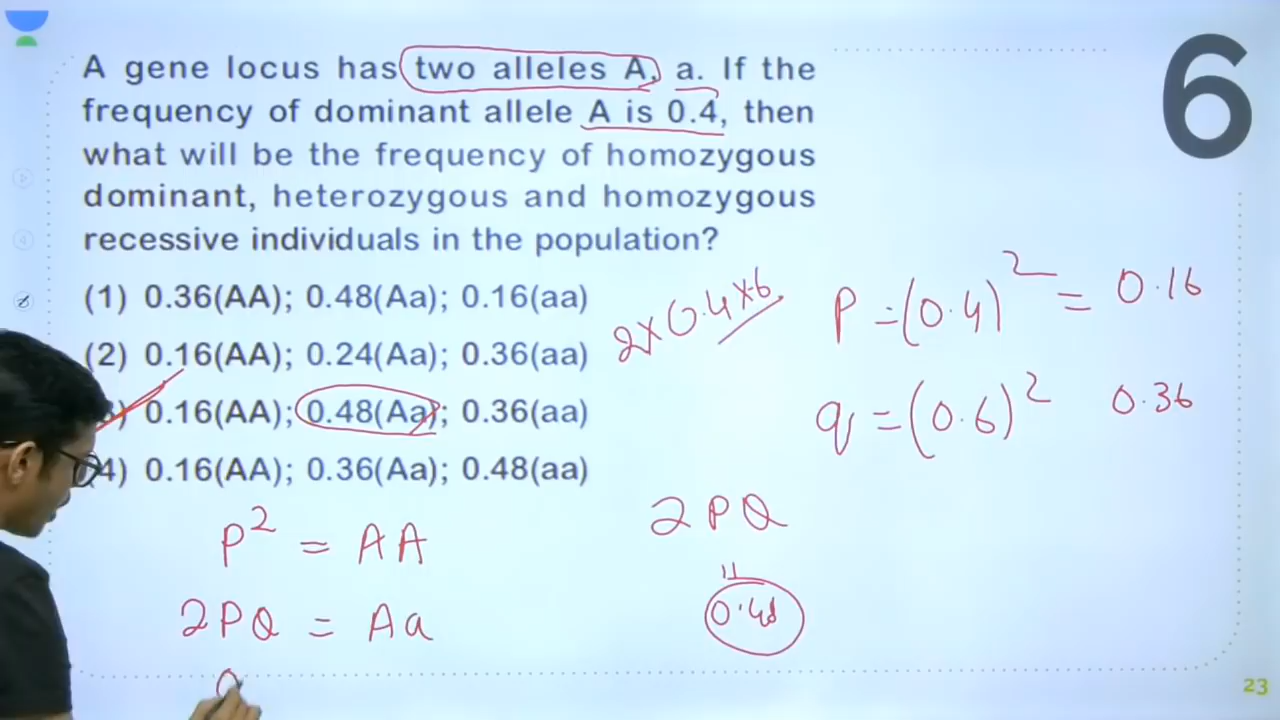 A gene locus has two alleles A, a. If the
frequency of dominant allele A is 0.4, then
what will be the frequency of homozygous
dominant, heterozygous and homozygous
recessive individuals in the population?
6
(1) 0.36(AA); 0.48(Aa); 0.16(aa)
(2) 0.16(AA); 0.24(Aa); 0.36(aa)
3) 0.16(AA); 0.48(Aa); 0.36(aa)
(4) 0.16(AA); 0.36(Aa); 0.48(aa)
2×0.4×.6
P = (0.4)² = 0.16
q = (0.6)² 0.36
P² = AA
2PQ = Aa
2PQ
=
0.48
23